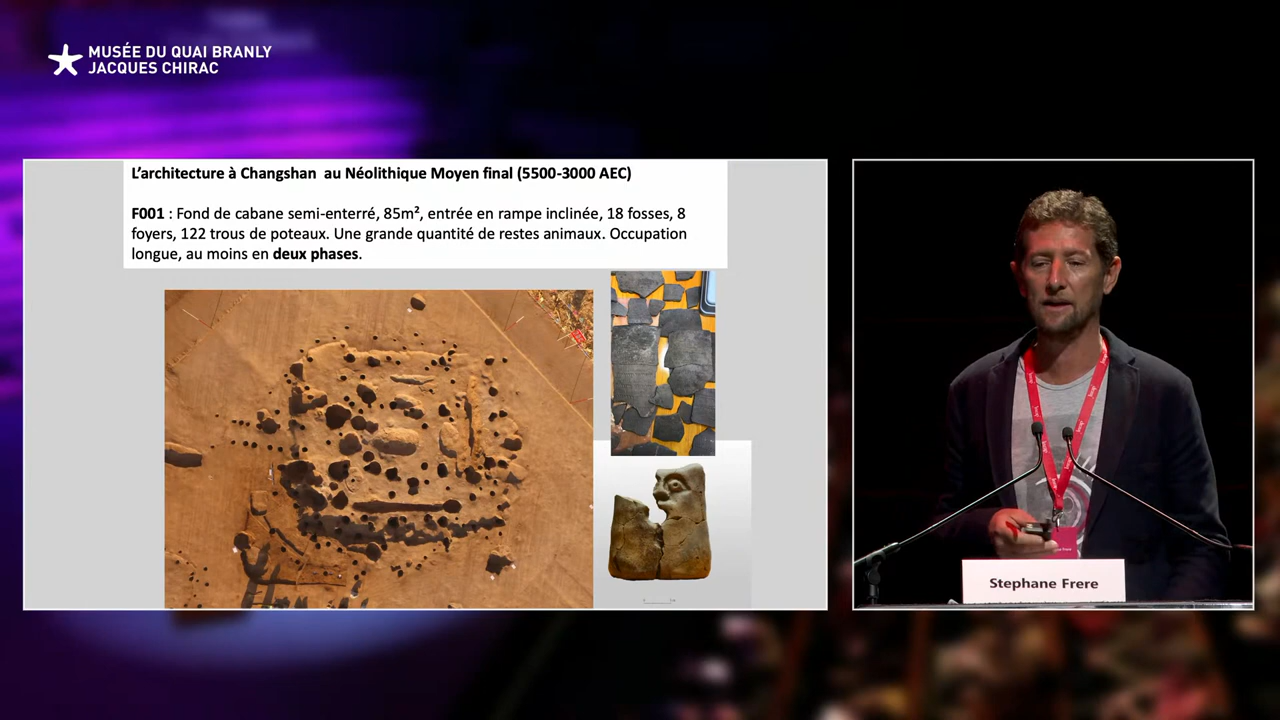 MUSÉE DU QUAI BRANLY
JACQUES CHIRAC
L'architecture à Changshan au Néolithique Moyen final (5500-3000 AEC)
F001 : Fond de cabane semi-enterré, 85m², entrée en rampe inclinée, 18 fosses, 8
foyers, 122 trous de poteaux. Une grande quantité de restes animaux. Occupation
longue, au moins en deux phases.
Stephane Frere